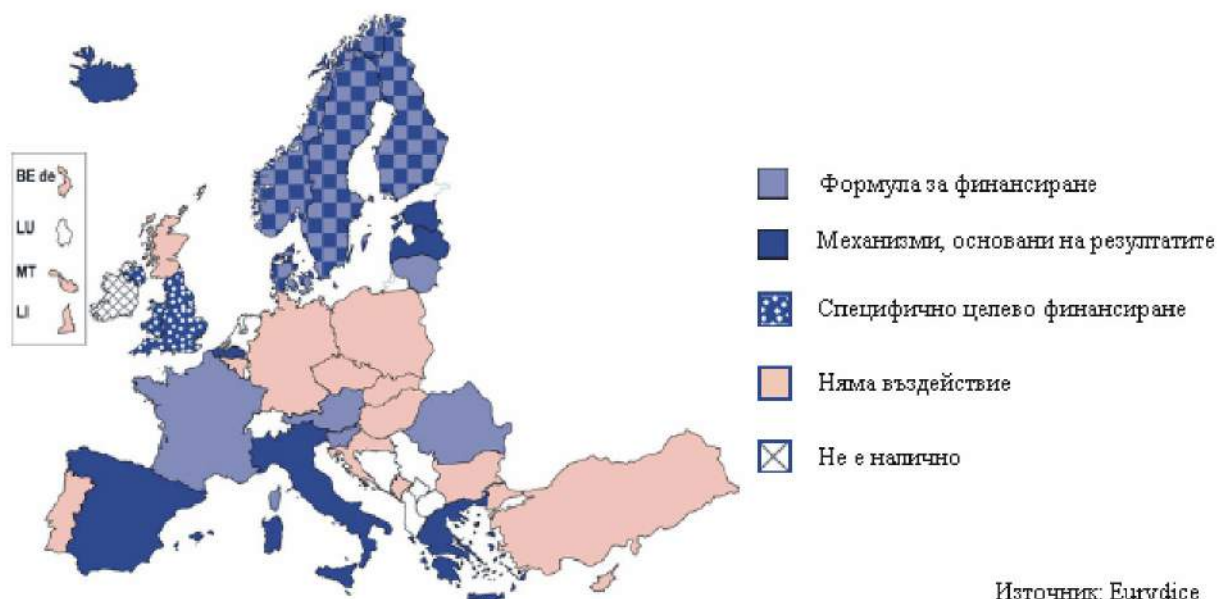 BE de
LU
MT
LI
Формула за финансиране
Механизми, основани на резултатите
Специфично целево финансиране
Няма въздействие
Не е налично
Източник: Eurydice